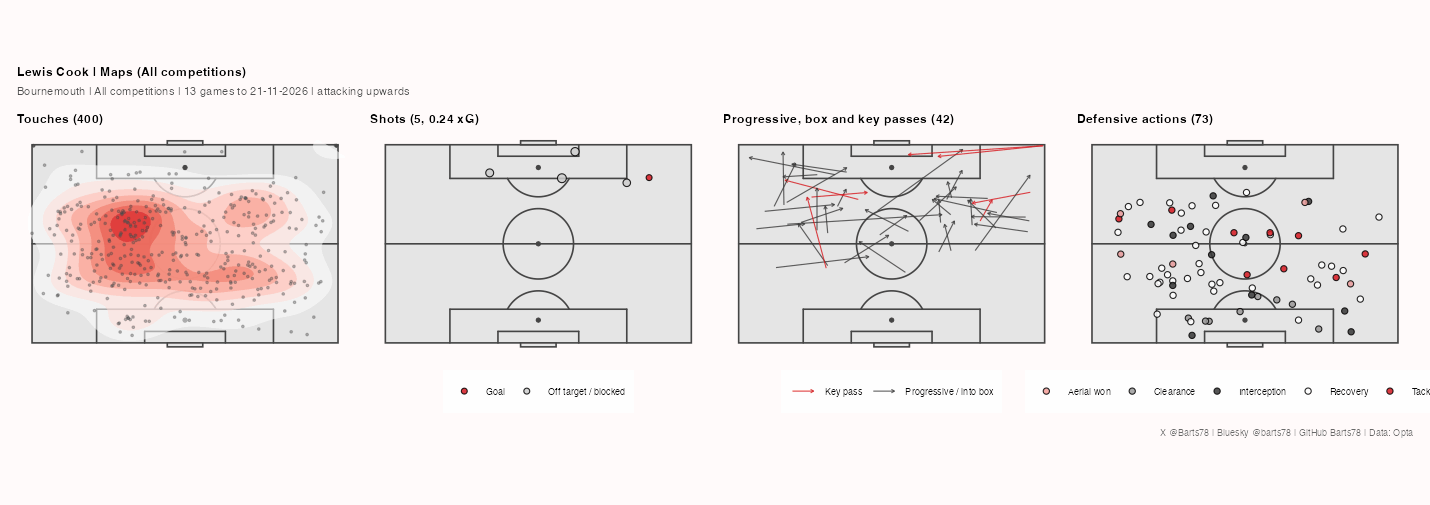 Lewis Cook | Maps (All competitions)
Bournemouth | All competitions | 13 games to 21-11-2026 | attacking upwards
Touches (400)
Shots (5, 0.24 xG)
Progressive, box and key passes (42)
Defensive actions (73)
Goal
Off target / blocked
Key pass
Progressive / into box
Aerial won
Clearance
Interception
Recovery
Tack
X @Barts78 | Bluesky @barts78 | GitHub Barts78 | Data: Opta